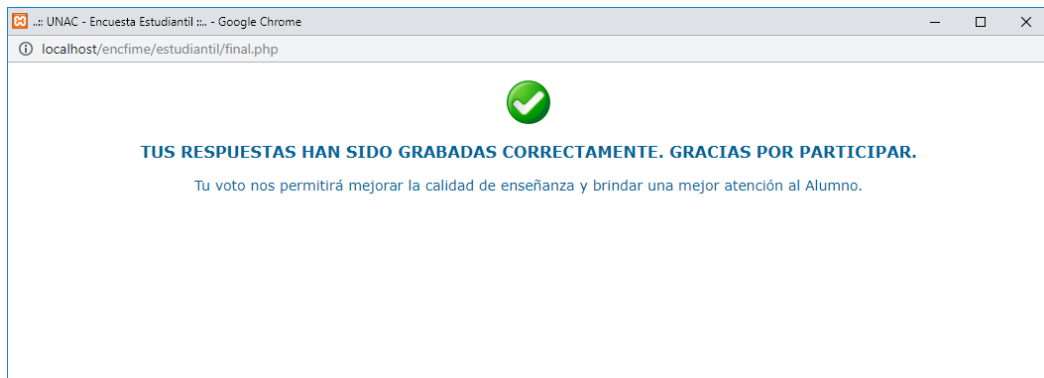 ..:: UNAC - Encuesta Estudiantil ::.. - Google Chrome
localhost/encfime/estudiantil/final.php
TUS RESPUESTAS HAN SIDO GRABADAS CORRECTAMENTE. GRACIAS POR PARTICIPAR.
Tu voto nos permitirá mejorar la calidad de enseñanza y brindar una mejor atención al Alumno.